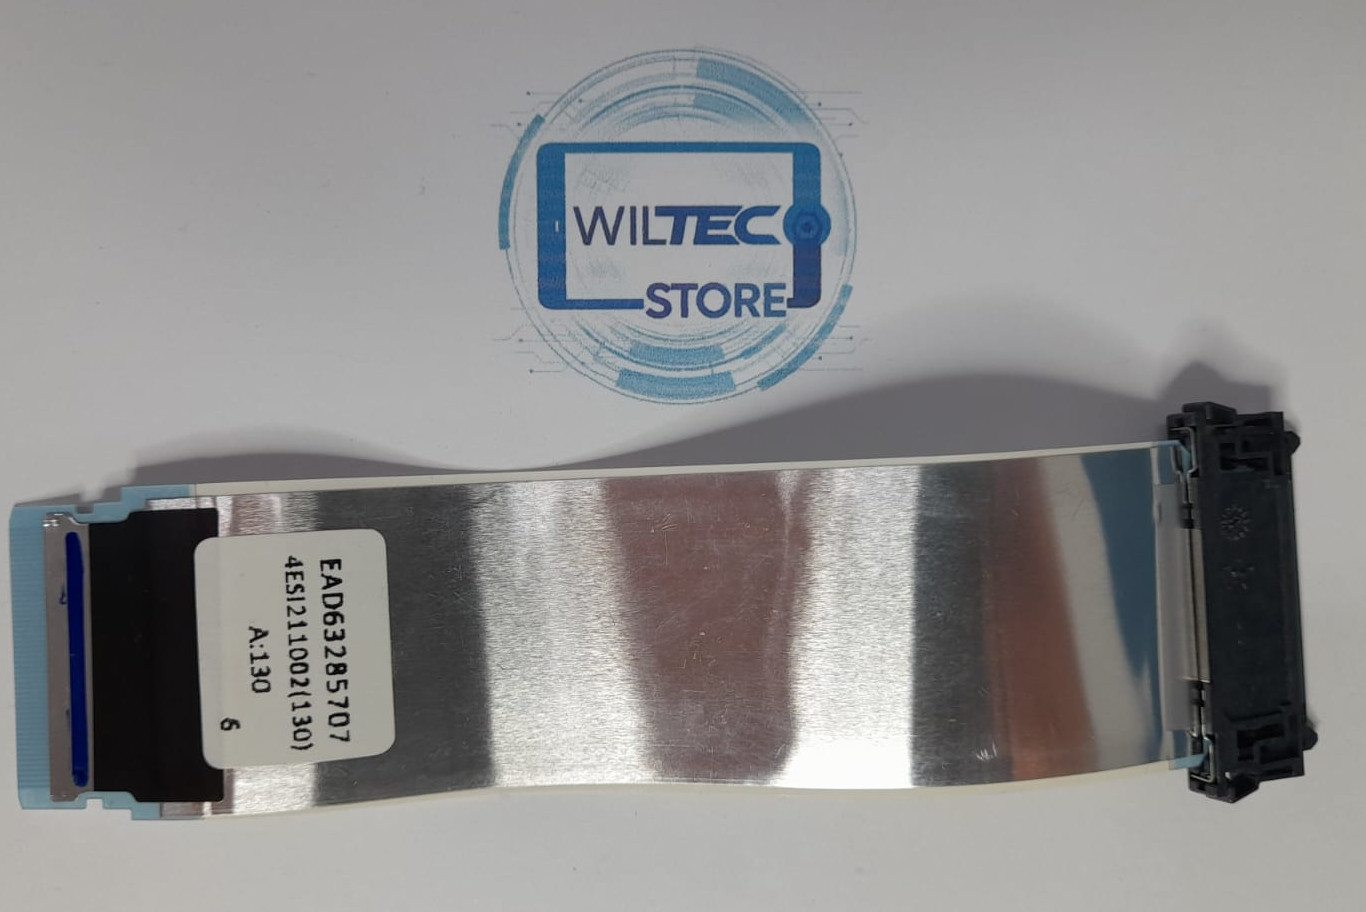 WILTEC
STORE
EAD63285707
4ESI211002(130)
A:130
6